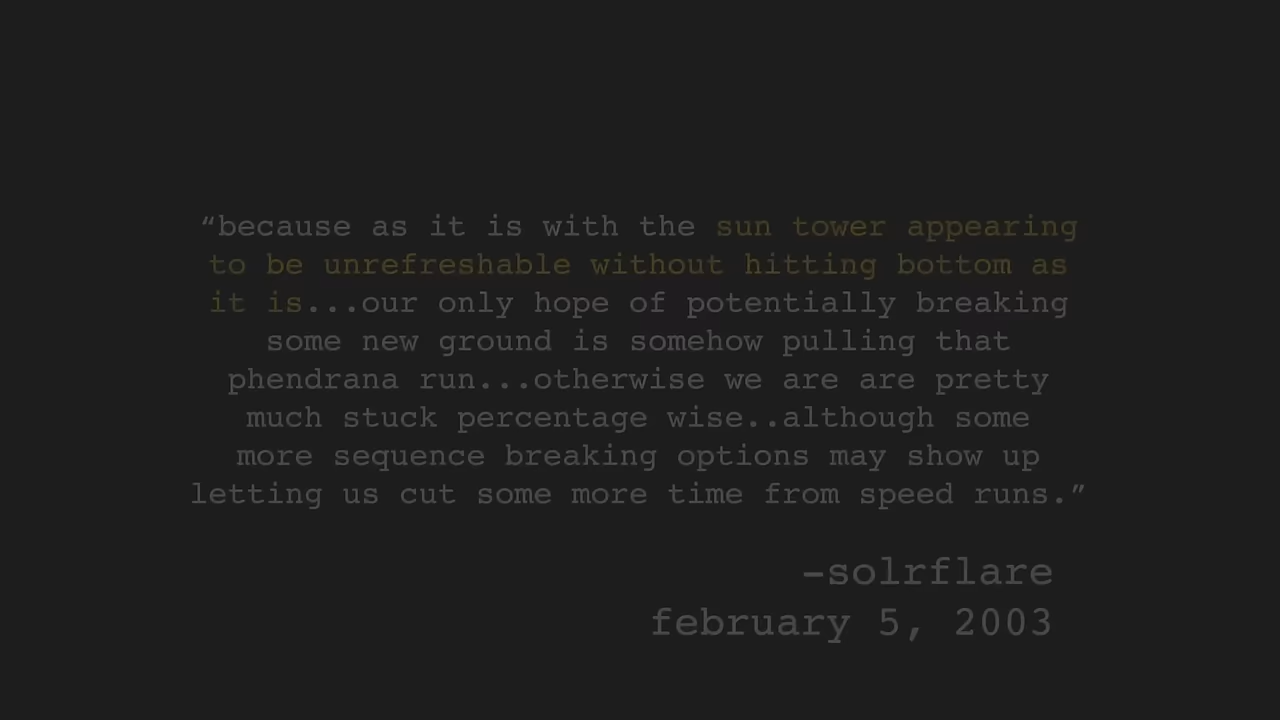 “because as it is with the sun tower appearing
to be unrefreshable without hitting bottom as
it is...our only hope of potentially breaking
some new ground is somehow pulling that
phendrana run...otherwise we are are pretty
much stuck percentage wise..although some
more sequence breaking options may show up
letting us cut some more time from speed runs.”
-solrflare
february 5, 2003